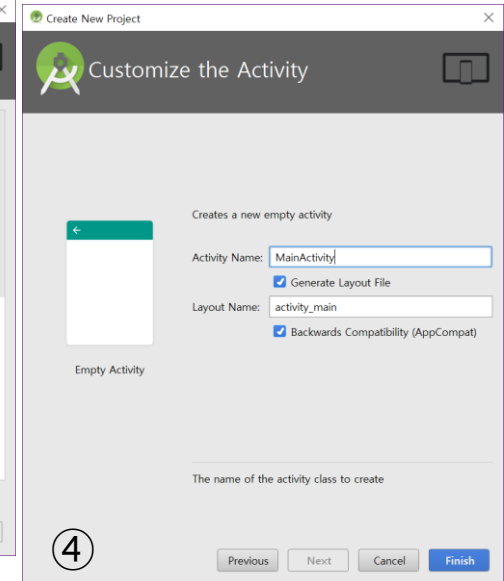 Create New Project
Customize the Activity
Creates a new empty activity
Activity Name: MainActivity
Generate Layout File
Layout Name: activity_main
Backwards Compatibility (AppCompat)
Empty Activity
The name of the activity class to create
④
Previous Next Cancel Finish